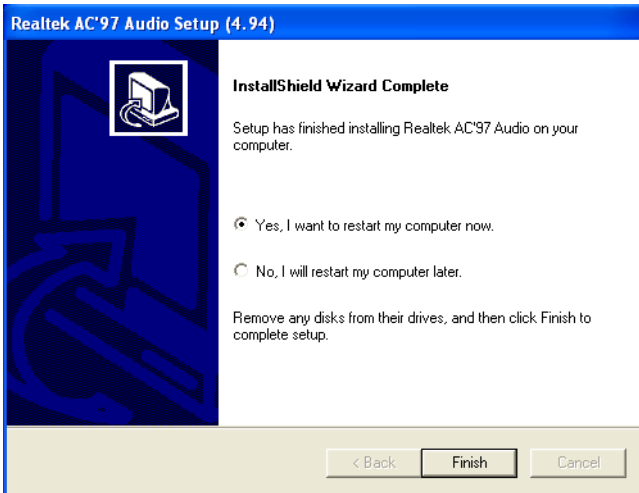 Realtek AC'97 Audio Setup (4.94)
InstallShield Wizard Complete
Setup has finished installing Realtek AC'97 Audio on your
computer.
Yes, I want to restart my computer now.
No, I will restart my computer later.
Remove any disks from their drives, and then click Finish to
complete setup.
< Back Finish Cancel